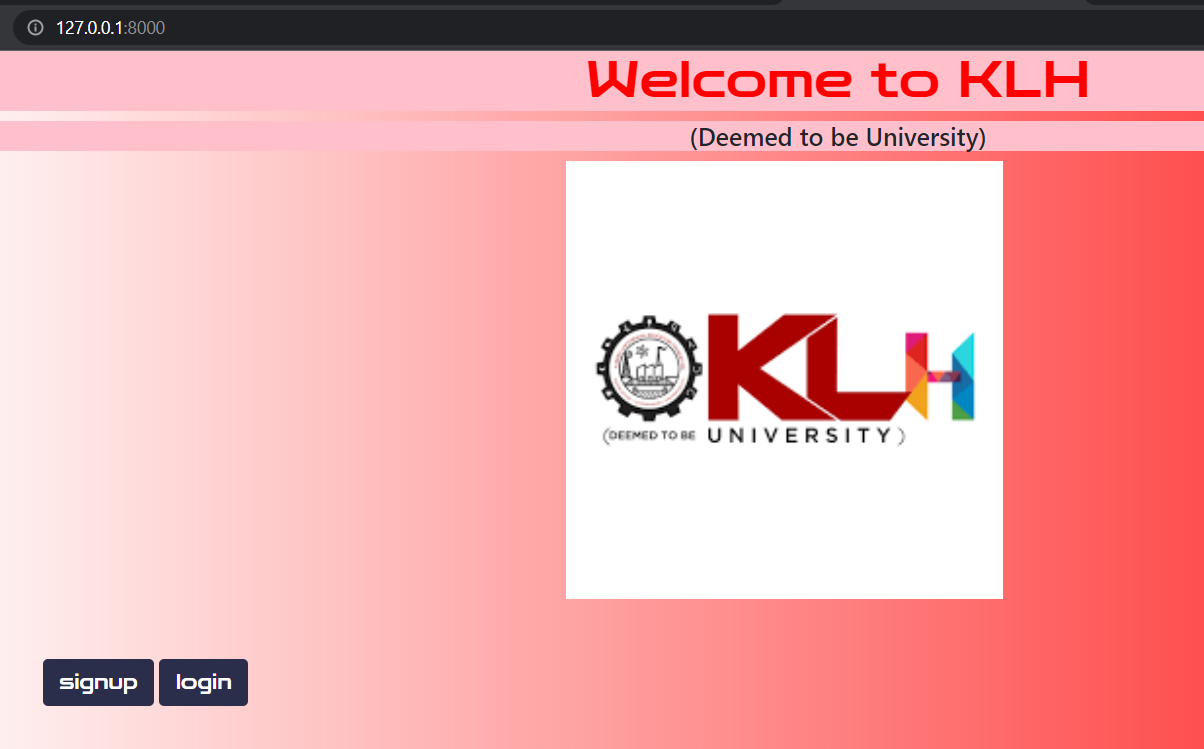 127.0.0.1:8000
Welcome to KLH
(Deemed to be University)
KLH
(DEEMED TO BE UNIVERSITY)
signup login